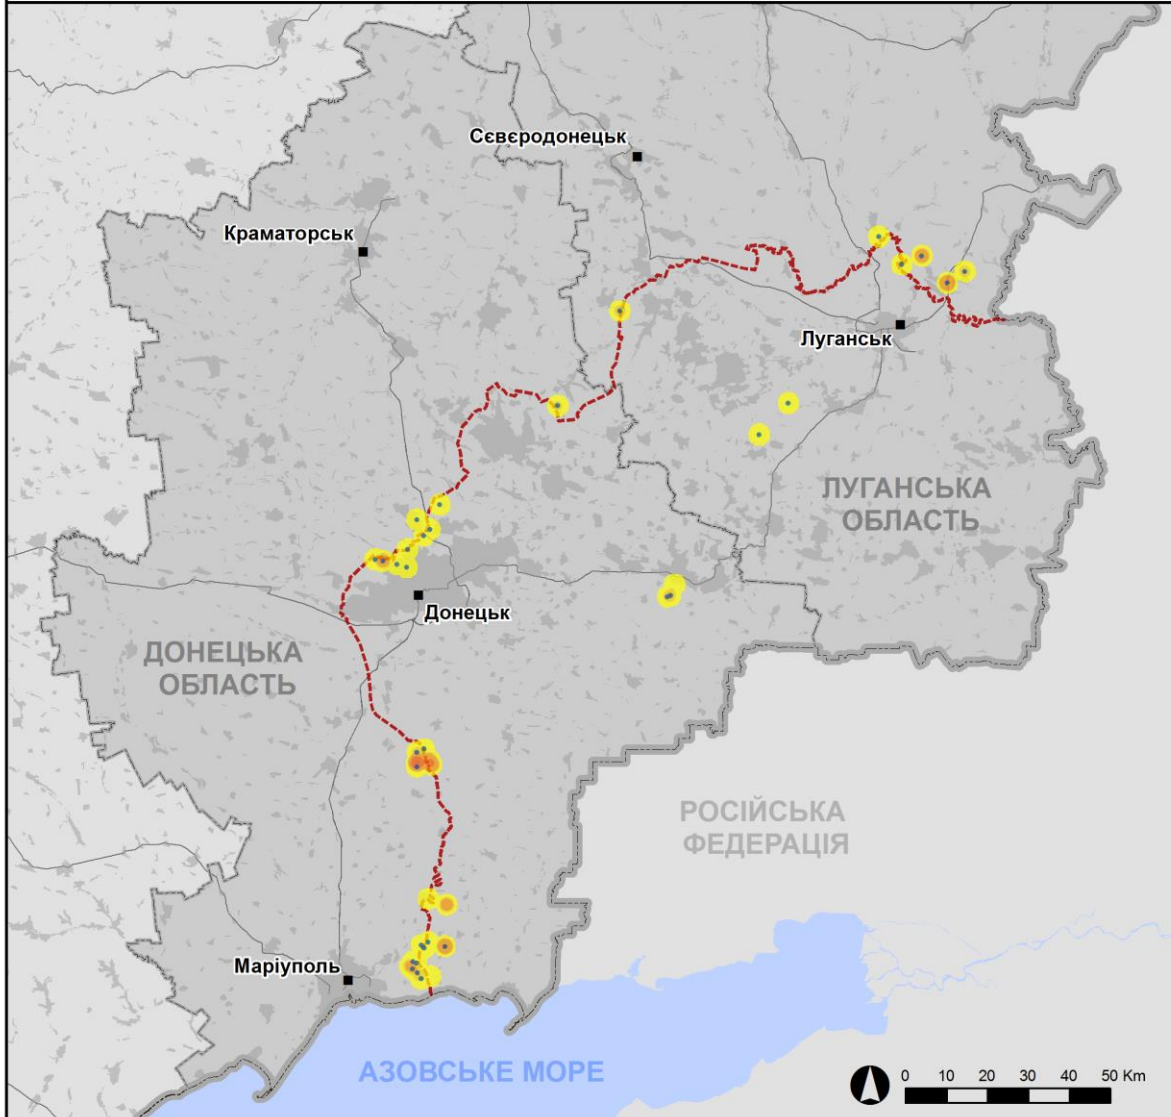 Сєвєродонецьк
Краматорськ
Луганськ
ЛУГАНСЬКА
ОБЛАСТЬ
Донецьк
ДОНЕЦЬКА
ОБЛАСТЬ
РОСІЙСЬКА
ФЕДЕРАЦІЯ
Маріуполь
АЗОВСЬКЕ МОРЕ
0 10 20 30 40 50 Km